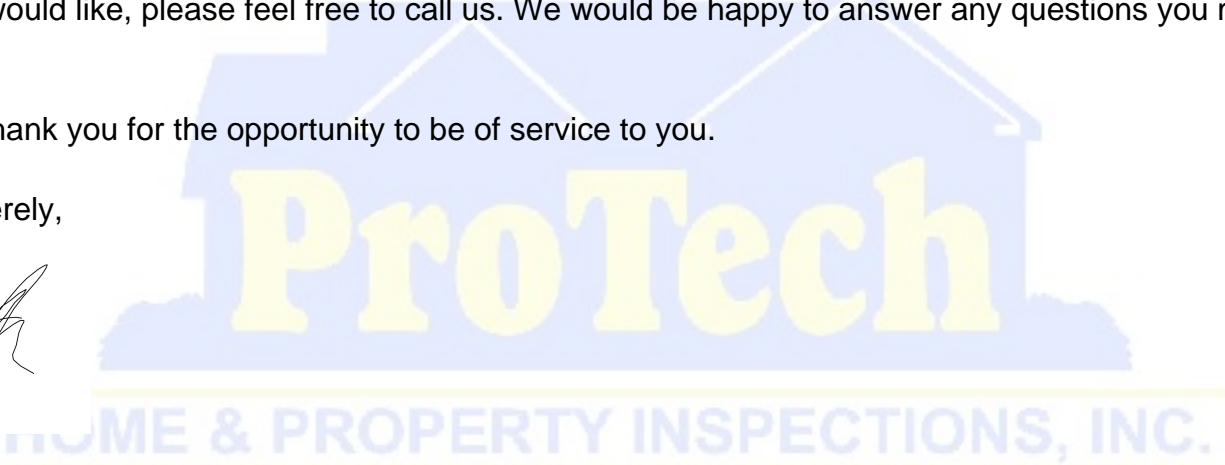 would like, please feel free to call us. We would be happy to answer any questions you
hank you for the opportunity to be of service to you.
erely,
ProTech
HOME & PROPERTY INSPECTIONS, INC.